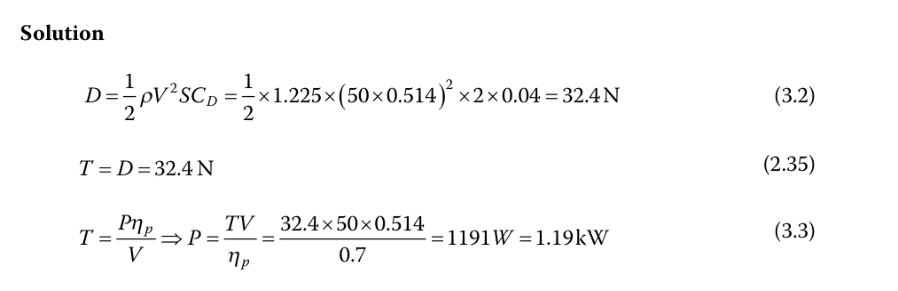 Solution
D = 1/2 ρV²SC_D = 1/2 × 1.225 × (50 × 0.514)² × 2 × 0.04 = 32.4 N (3.2)
T = D = 32.4 N (2.35)
T = Pη_p/V ⇒ P = TV/η_p = 32.4 × 50 × 0.514/0.7 = 1191 W = 1.19 kW (3.3)